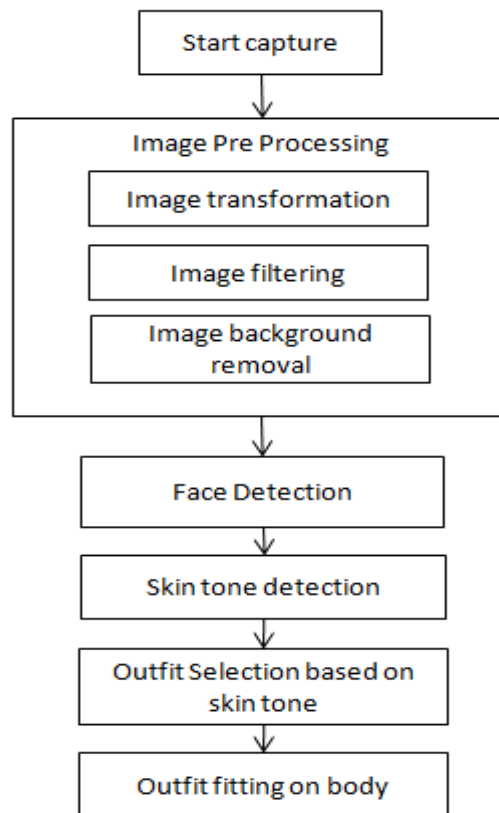 Start capture
Image Pre Processing
Image transformation
Image filtering
Image background
removal
Face Detection
Skin tone detection
Outfit Selection based on
skin tone
Outfit fitting on body